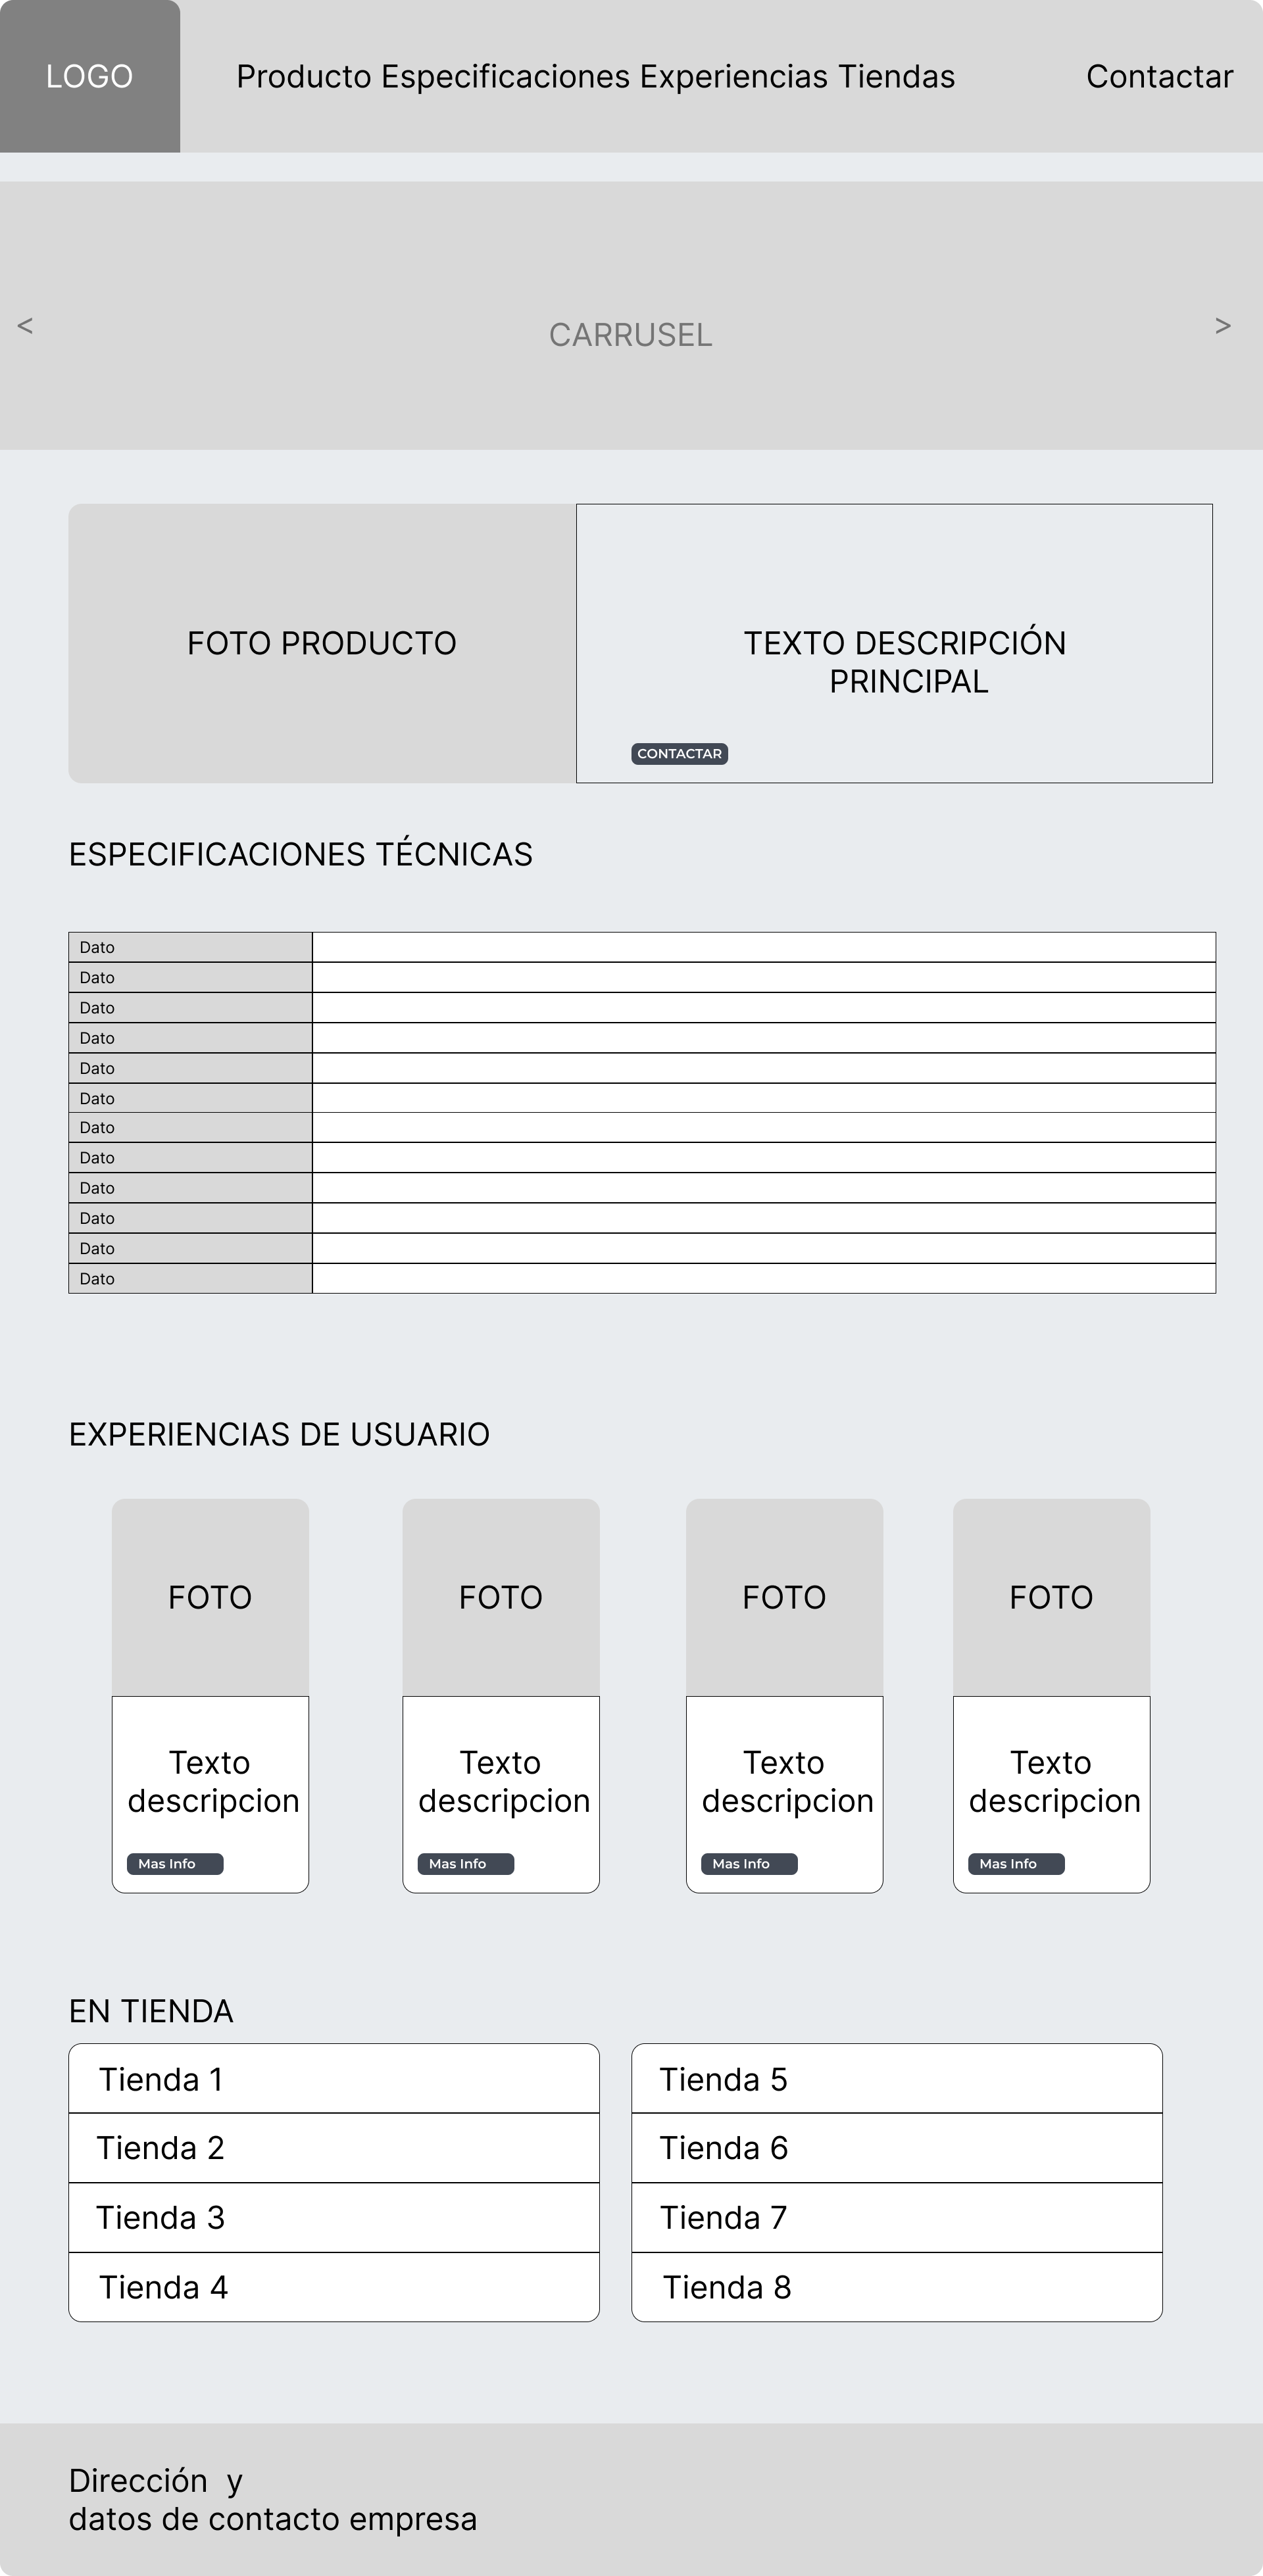 LOGO
Producto Especificaciones Experiencias Tiendas
Contactar
<
CARRUSEL
>
FOTO PRODUCTO
TEXTO DESCRIPCIÓN
PRINCIPAL
CONTACTAR
ESPECIFICACIONES TÉCNICAS
Dato
Dato
Dato
Dato
Dato
Dato
Dato
Dato
Dato
Dato
Dato
Dato
EXPERIENCIAS DE USUARIO
FOTO
Texto
descripcion
Mas Info
FOTO
Texto
descripcion
Mas Info
FOTO
Texto
descripcion
Mas Info
FOTO
Texto
descripcion
Mas Info
EN TIENDA
Tienda 1
Tienda 2
Tienda 3
Tienda 4
Tienda 5
Tienda 6
Tienda 7
Tienda 8
Dirección  y
datos de contacto empresa